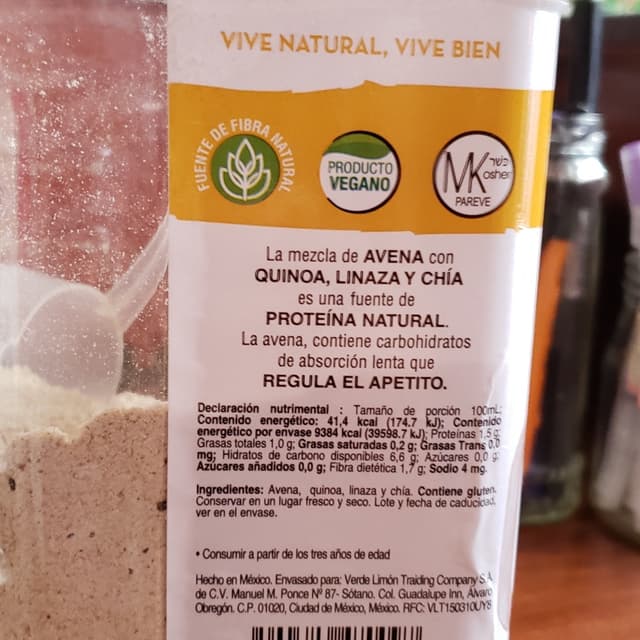 VIVE NATURAL, VIVE BIEN
FUENTE DE FIBRA NATURAL
PRODUCTO
VEGANO
MK כשר
osher
PAREVE
La mezcla de AVENA con
QUINOA, LINAZA Y CHÍA
es una fuente de
PROTEÍNA NATURAL.
La avena, contiene carbohidratos
de absorción lenta que
REGULA EL APETITO.
Declaración nutrimental : Tamaño de porción 100mL;
Contenido energético: 41,4 kcal (174.7 kJ); Contenido
energético por envase 9384 kcal (39598.7 kJ); Proteínas 1,5 g;
Grasas totales 1,0 g; Grasas saturadas 0,2 g; Grasas Trans 0,0
mg; Hidratos de carbono disponibles 6,6 g; Azúcares 0,0 g;
Azúcares añadidos 0,0 g; Fibra dietética 1,7 g; Sodio 4 mg.
Ingredientes: Avena, quinoa, linaza y chía. Contiene gluten.
Conservar en un lugar fresco y seco. Lote y fecha de caducidad,
ver en el envase.
• Consumir a partir de los tres años de edad
Hecho en México. Envasado para: Verde Limón Traiding Company S.A.
de C.V. Manuel M. Ponce Nº 87- Sótano. Col. Guadalupe Inn, Álvaro
Obregón. C.P. 01020, Ciudad de México, México. RFC: VLT150310UY8